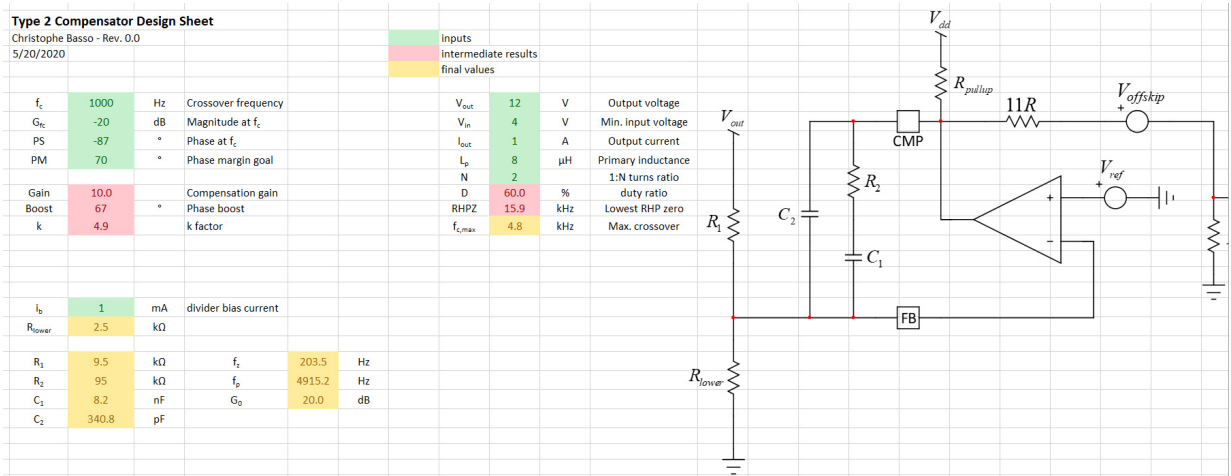 Type 2 Compensator Design Sheet
Christophe Basso - Rev. 0.0
5/20/2020
inputs
intermediate results
final values
fc 1000 Hz Crossover frequency
Gfc -20 dB Magnitude at fc
PS -87 ° Phase at fc
PM 70 ° Phase margin goal
Gain 10.0 Compensation gain
Boost 67 ° Phase boost
k 4.9 k factor
Vout 12 V Output voltage
Vin 4 V Min. input voltage
Iout 1 A Output current
Lp 8 µH Primary inductance
N 2 1:N turns ratio
D 60.0 % duty ratio
RHPZ 15.9 kHz Lowest RHP zero
fc,max 4.8 kHz Max. crossover
ib 1 mA divider bias current
Rlower 2.5 kΩ
R1 9.5 kΩ fz 203.5 Hz
R2 95 kΩ fp 4915.2 Hz
C1 8.2 nF G0 20.0 dB
C2 340.8 pF
Vdd
Rpullup
11R
Voffskip
Vout
CMP
R2
Vref
+
+
+
-
R1
C2
C1
FB
Rlower